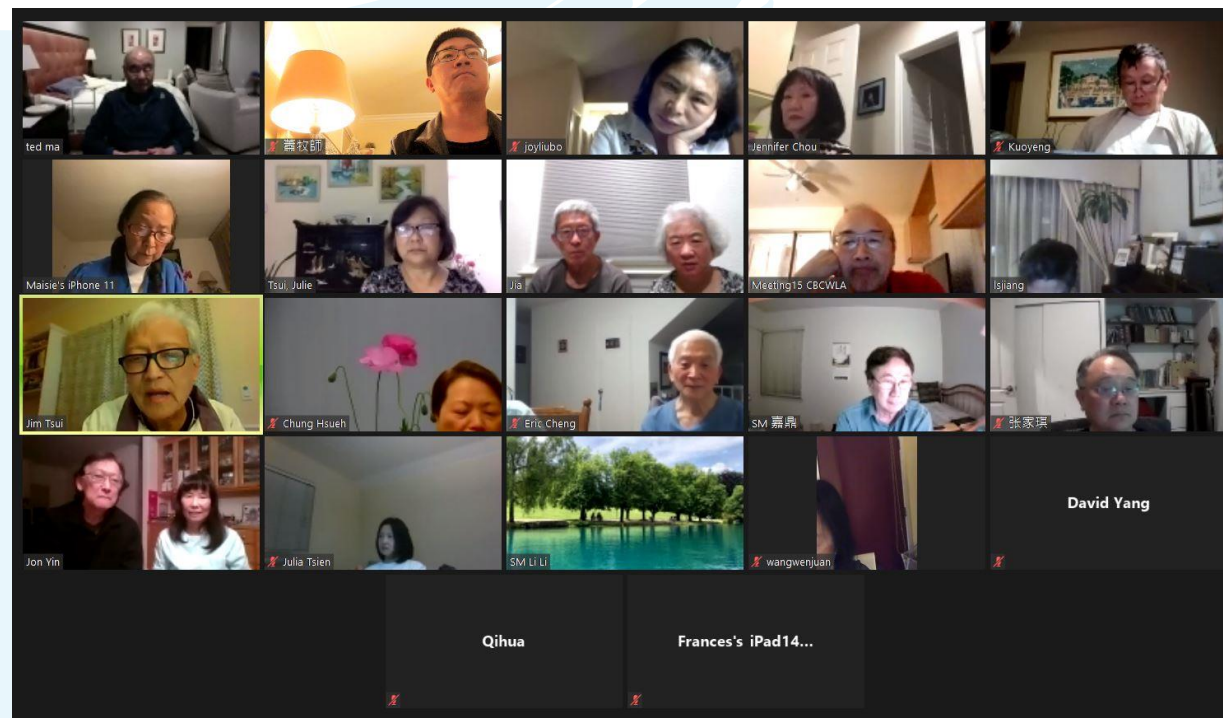 ted ma
蕭牧師
joyliubo
Jennifer Chou
Kuoyeng
Maisie's iPhone 11
Tsui, Julie
Jia
Meeting15 CBCWLA
lsjiang
Jim Tsui
Chung Hsueh
Eric Cheng
SM 嘉鼎
张家琪
Jon Yin
Julia Tsien
SM Li Li
wangwenjuan
David Yang
Qihua
Frances's iPad14...